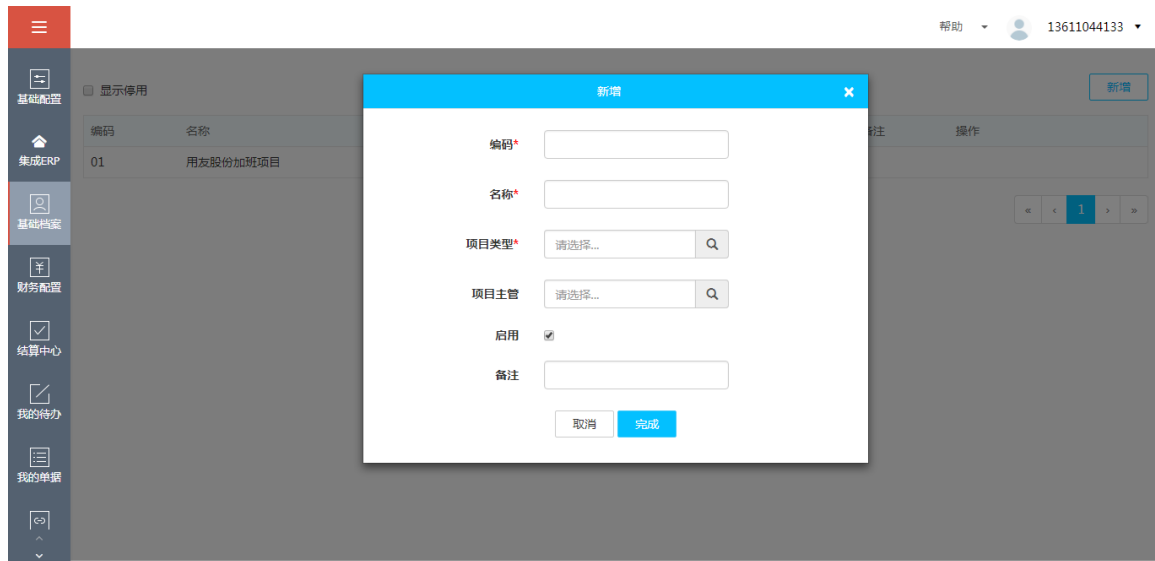 帮助
13611044133
基础配置
集成ERP
基础档案
财务配置
结算中心
我的待办
我的单据
显示停用
新增
编码 名称 备注 操作
01 用友股份加班项目
« ‹ 1 › »
新增 ×
编码*
名称*
项目类型* 请选择...
项目主管 请选择...
启用
备注
取消 完成